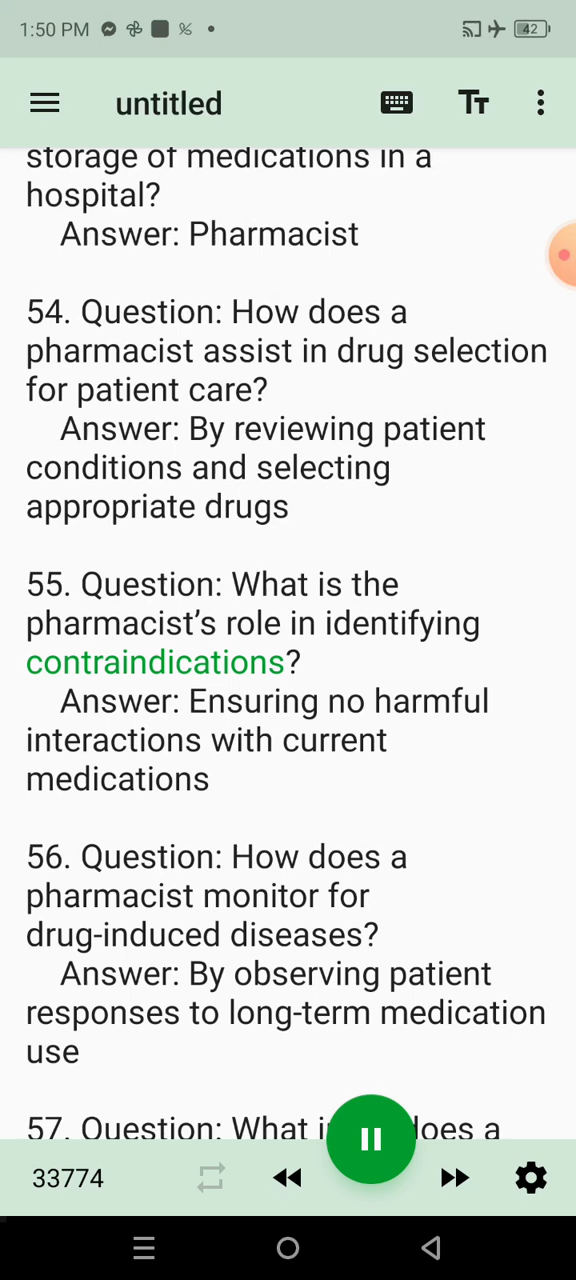 1:50 PM
42
untitled
storage of medications in a
hospital?
Answer: Pharmacist
54. Question: How does a
pharmacist assist in drug selection
for patient care?
Answer: By reviewing patient
conditions and selecting
appropriate drugs
55. Question: What is the
pharmacist’s role in identifying
contraindications?
Answer: Ensuring no harmful
interactions with current
medications
56. Question: How does a
pharmacist monitor for
drug-induced diseases?
Answer: By observing patient
responses to long-term medication
use
57. Question: What does a
33774